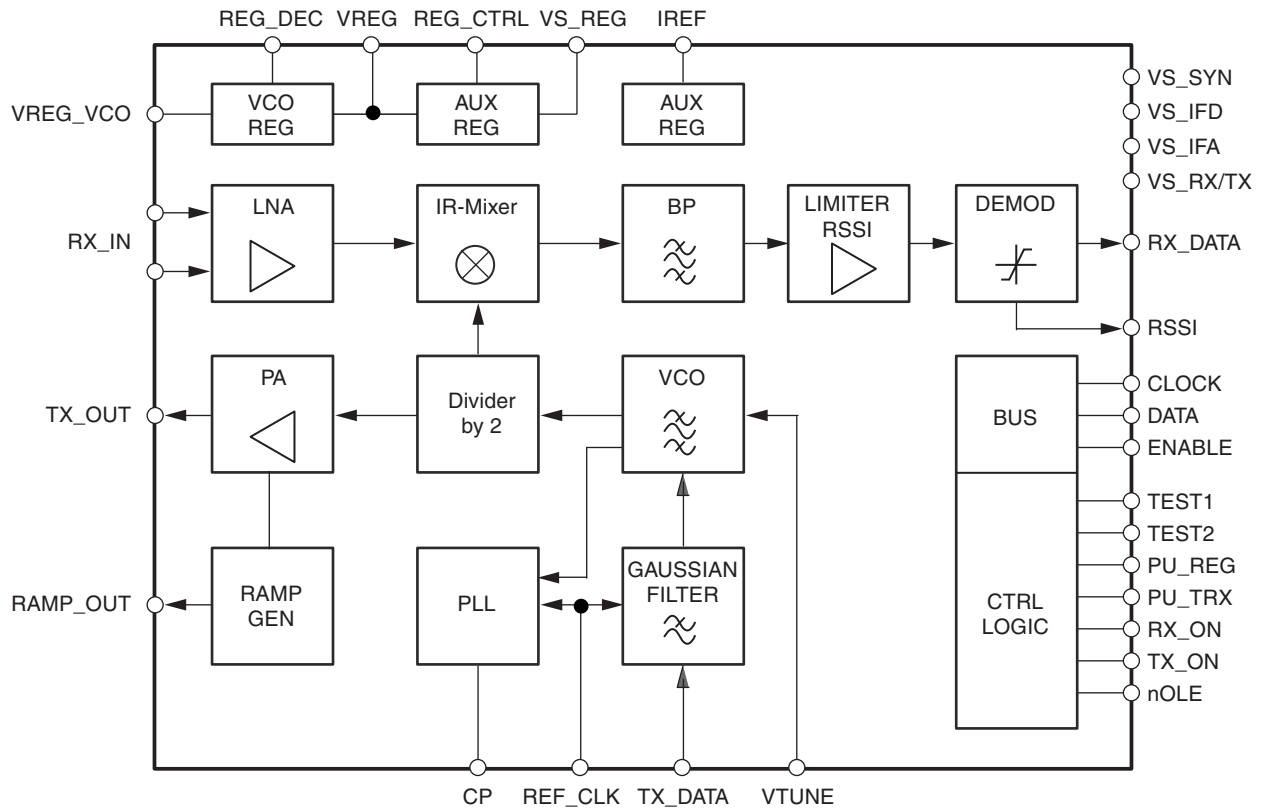 REG_DEC VREG REG_CTRL VS_REG IREF
VS_SYN
VREG_VCO
VCO
REG
AUX
REG
AUX
REG
VS_IFD
VS_IFA
VS_RX/TX
RX_IN
LNA
IR-Mixer
BP
LIMITER
RSSI
DEMOD
RX_DATA
RSSI
TX_OUT
PA
Divider
by 2
VCO
BUS
CLOCK
DATA
ENABLE
RAMP_OUT
RAMP
GEN
PLL
GAUSSIAN
FILTER
CTRL
LOGIC
TEST1
TEST2
PU_REG
PU_TRX
RX_ON
TX_ON
nOLE
CP REF_CLK TX_DATA VTUNE